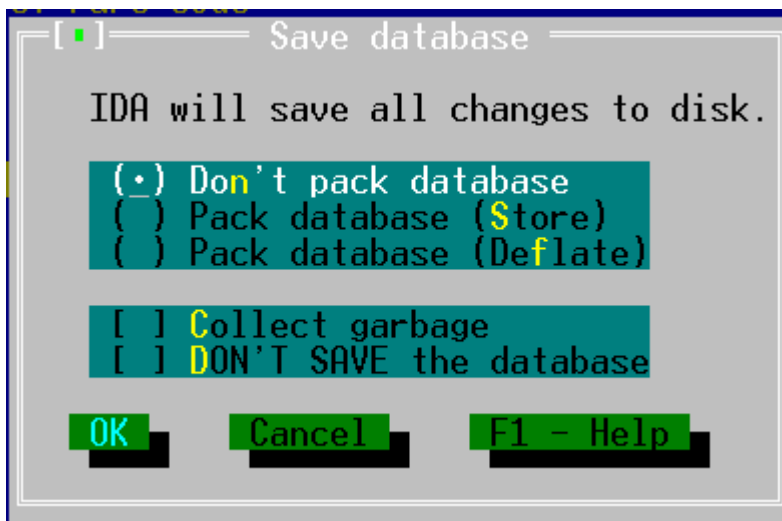 [▪] Save database
IDA will save all changes to disk.
(•) Don't pack database
( ) Pack database (Store)
( ) Pack database (Deflate)
[ ] Collect garbage
[ ] DON'T SAVE the database
OK Cancel F1 - Help